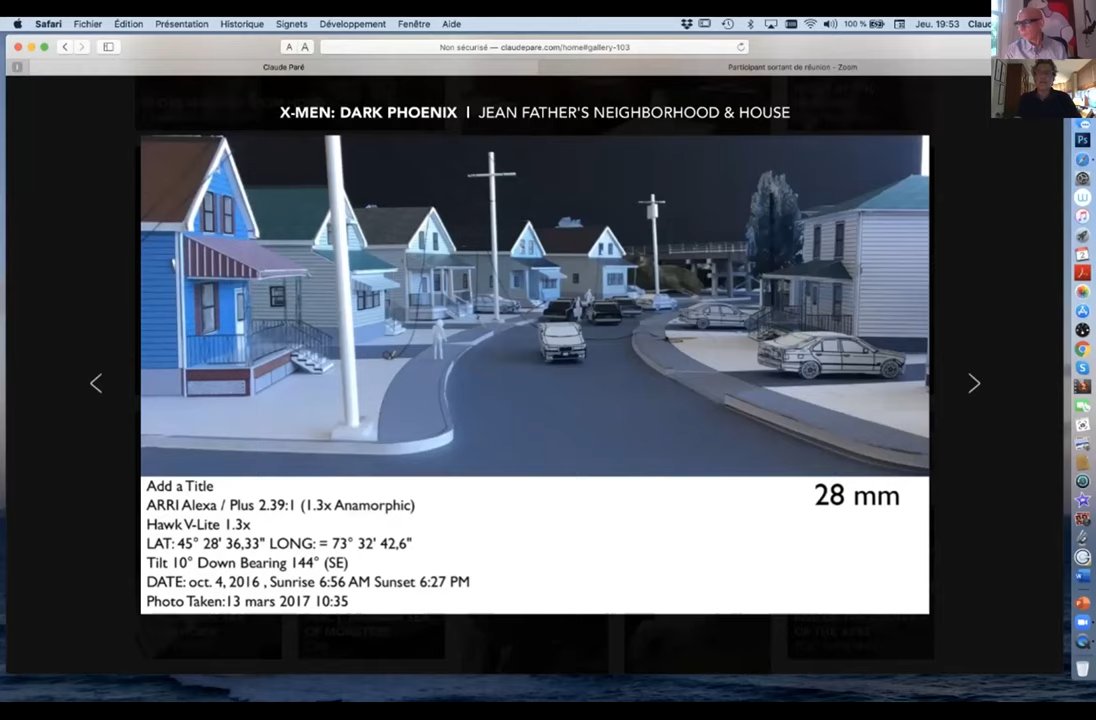 Safari Fichier Édition Présentation Historique Signets Développement Fenêtre Aide 100 % Jeu. 19:53
A A Non sécurisé — claudepare.com/home#gallery-103
Claude Paré Participant sortant de réunion - Zoom
X-MEN: DARK PHOENIX | JEAN FATHER'S NEIGHBORHOOD & HOUSE
Add a Title
28 mm
ARRI Alexa / Plus 2.39:1 (1.3x Anamorphic)
Hawk V-Lite 1.3x
LAT: 45° 28' 36,33" LONG: = 73° 32' 42,6"
Tilt 10° Down Bearing 144° (SE)
DATE: oct. 4, 2016 , Sunrise 6:56 AM Sunset 6:27 PM
Photo Taken:13 mars 2017 10:35
Ps